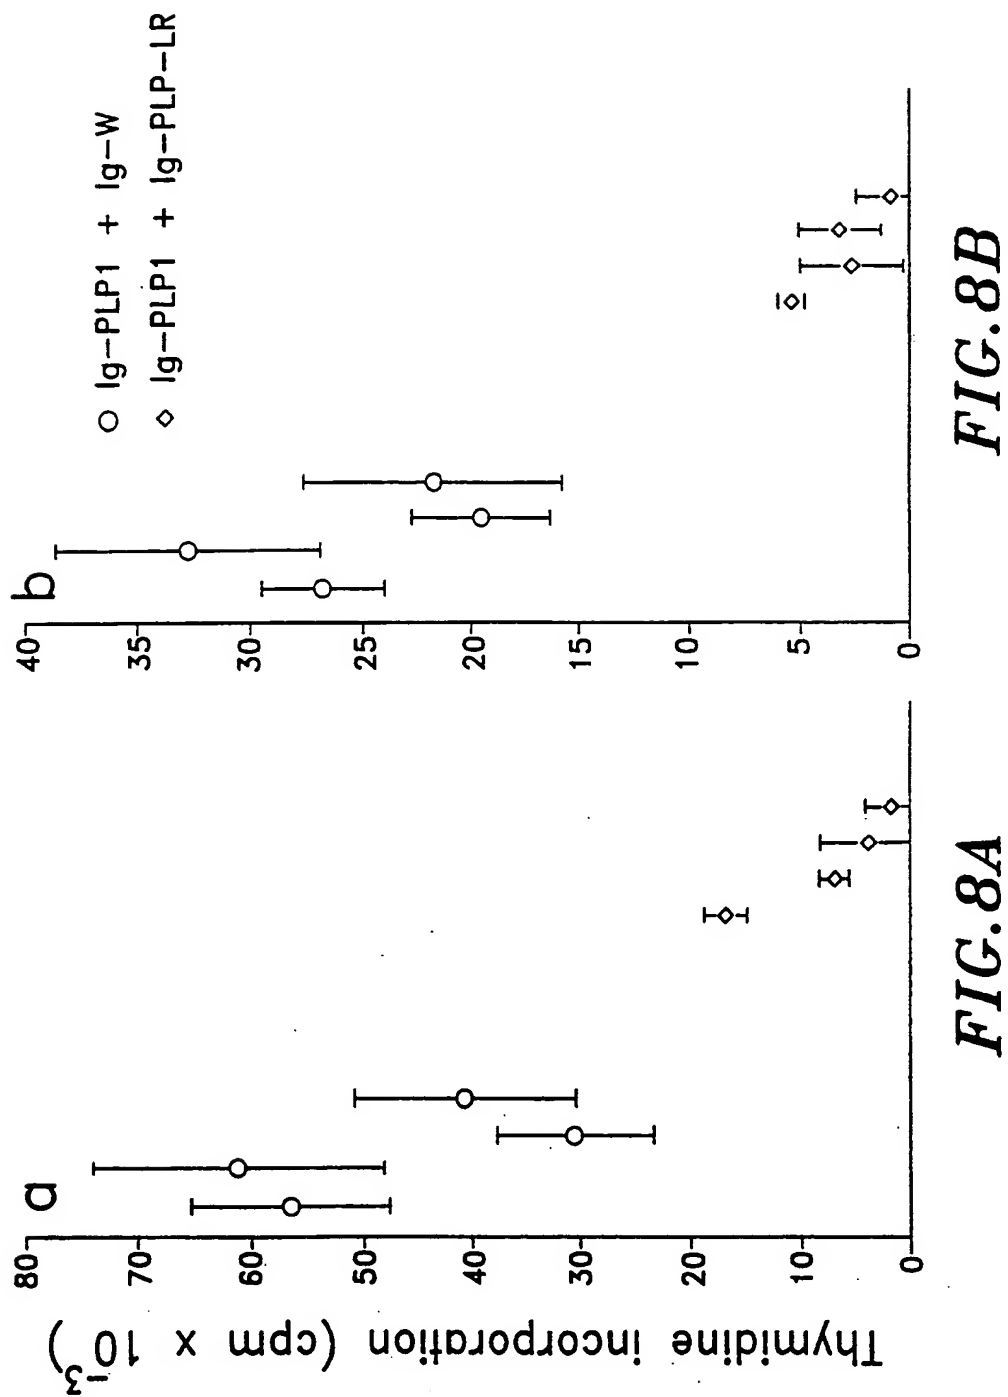 a
Thymidine incorporation (cpm x 10⁻³)
80
70
60
50
40
30
20
10
0
FIG. 8A
b
Ig-PLP1 + Ig-W
Ig-PLP1 + Ig-PLP-LR
40
35
30
25
20
15
10
5
0
FIG. 8B